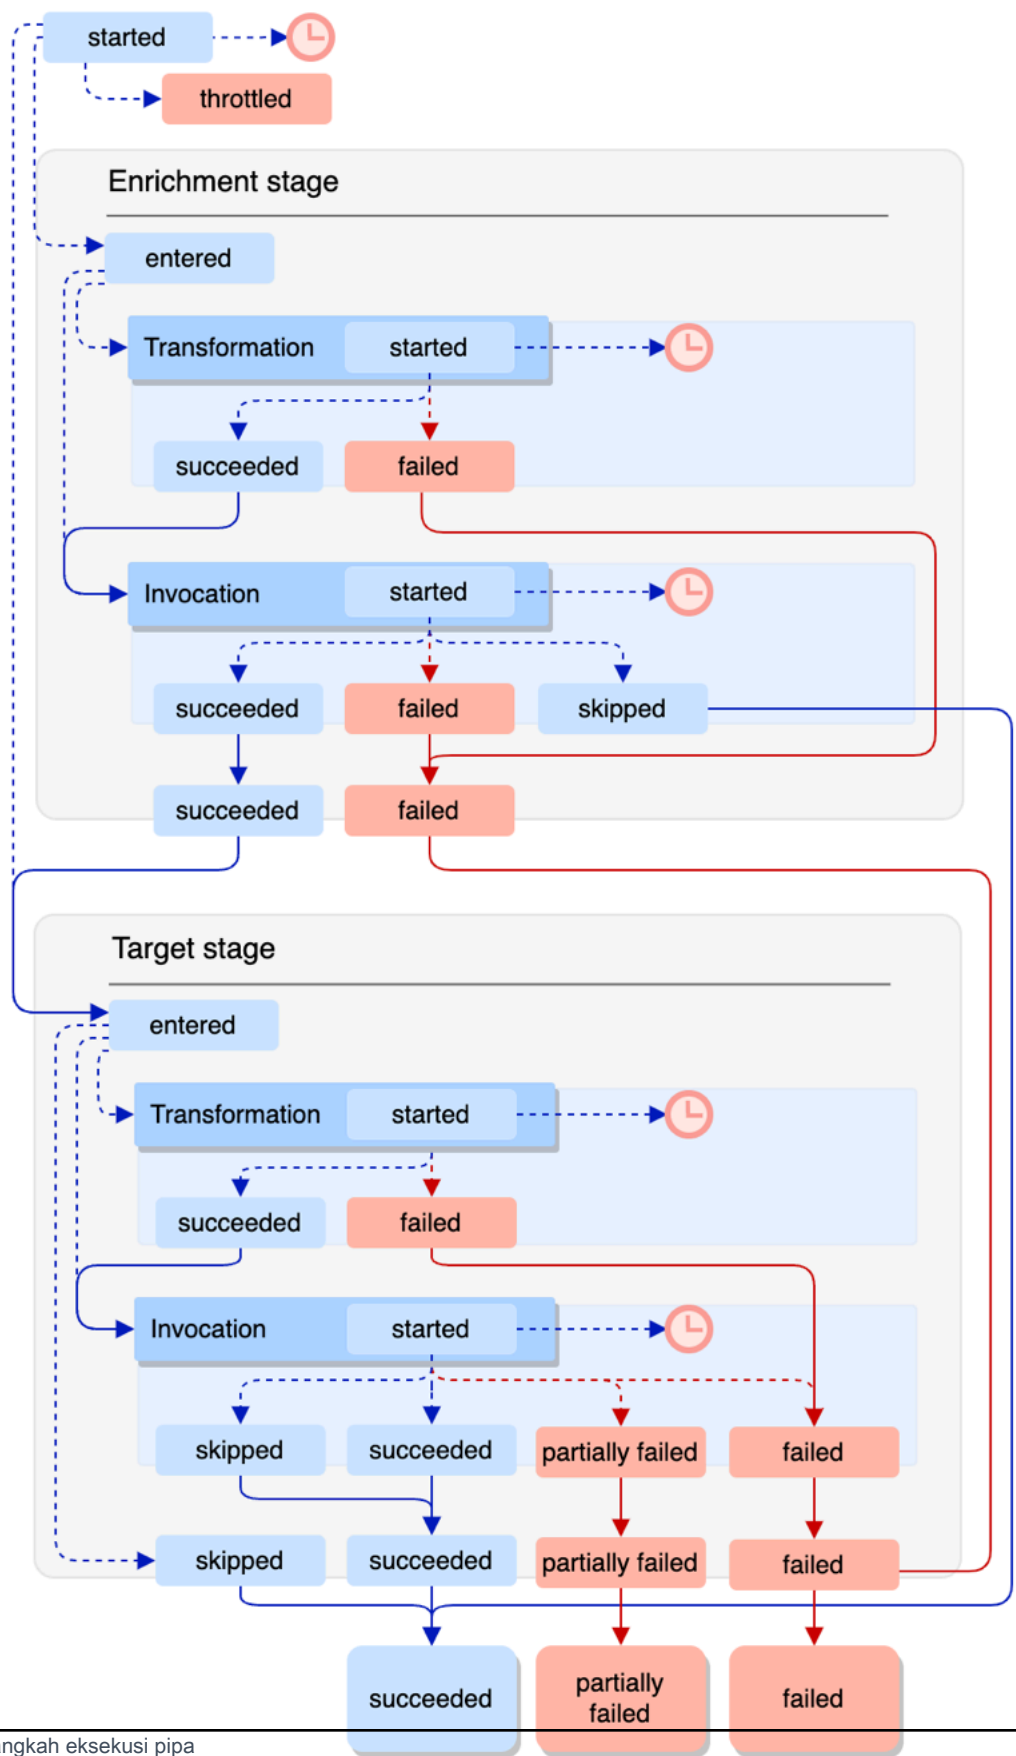 started
throttled
Enrichment stage
entered
Transformation started
succeeded failed
Invocation started
succeeded failed skipped
succeeded failed
Target stage
entered
Transformation started
succeeded failed
Invocation started
skipped succeeded partially failed failed
skipped succeeded partially failed failed
succeeded partially failed failed
angkah eksekusi pipa